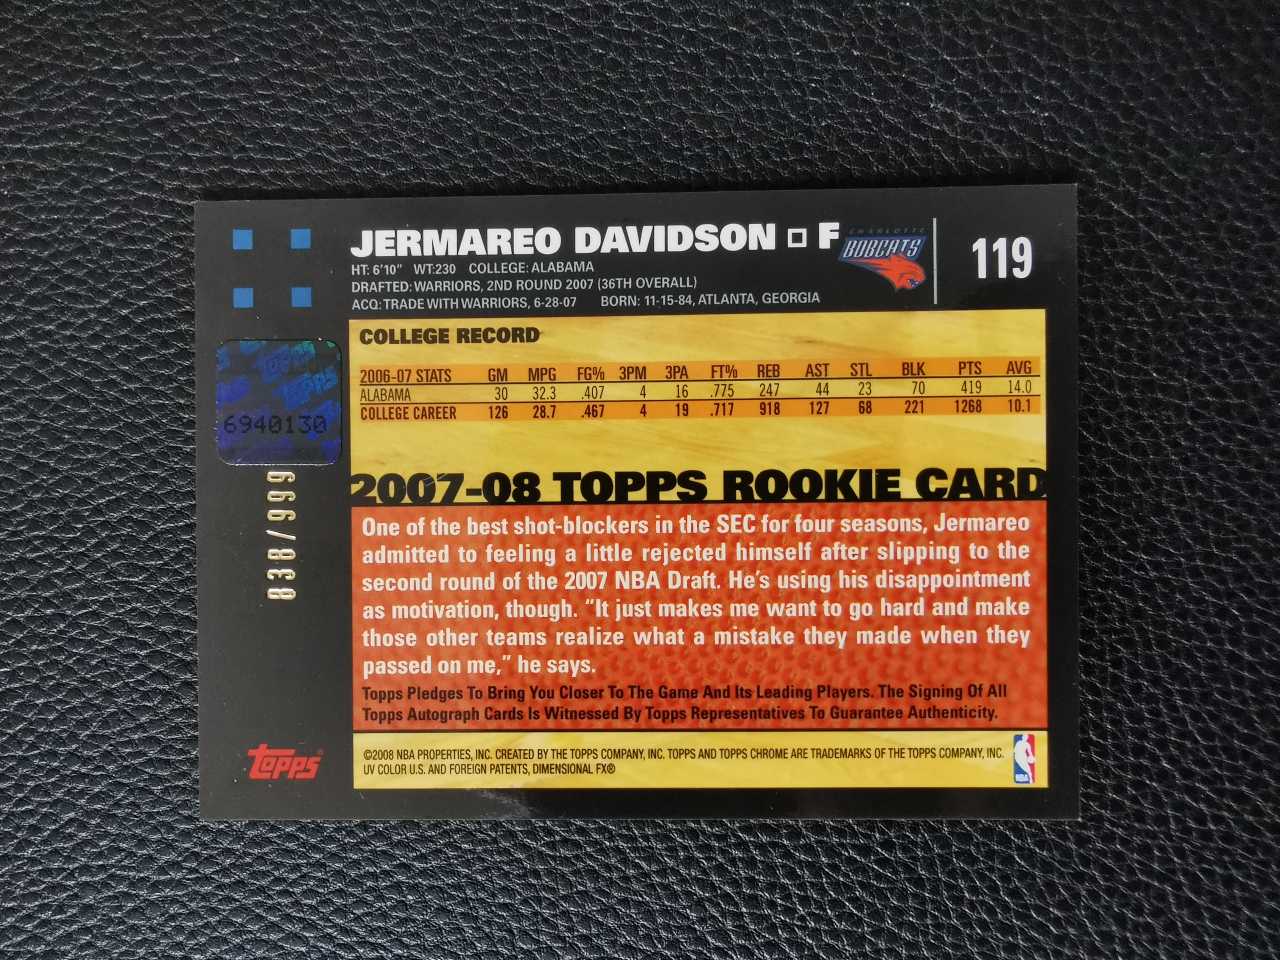 JERMAREO DAVIDSON □ F
CHARLOTTE
BOBCATS
119
HT: 6'10" WT:230 COLLEGE: ALABAMA
DRAFTED: WARRIORS, 2ND ROUND 2007 (36TH OVERALL)
ACQ: TRADE WITH WARRIORS, 6-28-07 BORN: 11-15-84, ATLANTA, GEORGIA
COLLEGE RECORD
2006-07 STATS GM MPG FG% 3PM 3PA FT% REB AST STL BLK PTS AVG
ALABAMA 30 32.3 .407 4 16 .775 247 44 23 70 419 14.0
COLLEGE CAREER 126 28.7 .467 4 19 .717 918 127 68 221 1268 10.1
TOPPS
TOPPS
6940130
838/999
2007-08 TOPPS ROOKIE CARD
One of the best shot-blockers in the SEC for four seasons, Jermareo
admitted to feeling a little rejected himself after slipping to the
second round of the 2007 NBA Draft. He's using his disappointment
as motivation, though. “It just makes me want to go hard and make
those other teams realize what a mistake they made when they
passed on me,” he says.
Topps Pledges To Bring You Closer To The Game And Its Leading Players. The Signing Of All
Topps Autograph Cards Is Witnessed By Topps Representatives To Guarantee Authenticity.
topps®
©2008 NBA PROPERTIES, INC. CREATED BY THE TOPPS COMPANY, INC. TOPPS AND TOPPS CHROME ARE TRADEMARKS OF THE TOPPS COMPANY, INC.
UV COLOR U.S. AND FOREIGN PATENTS, DIMENSIONAL FX®
NBA